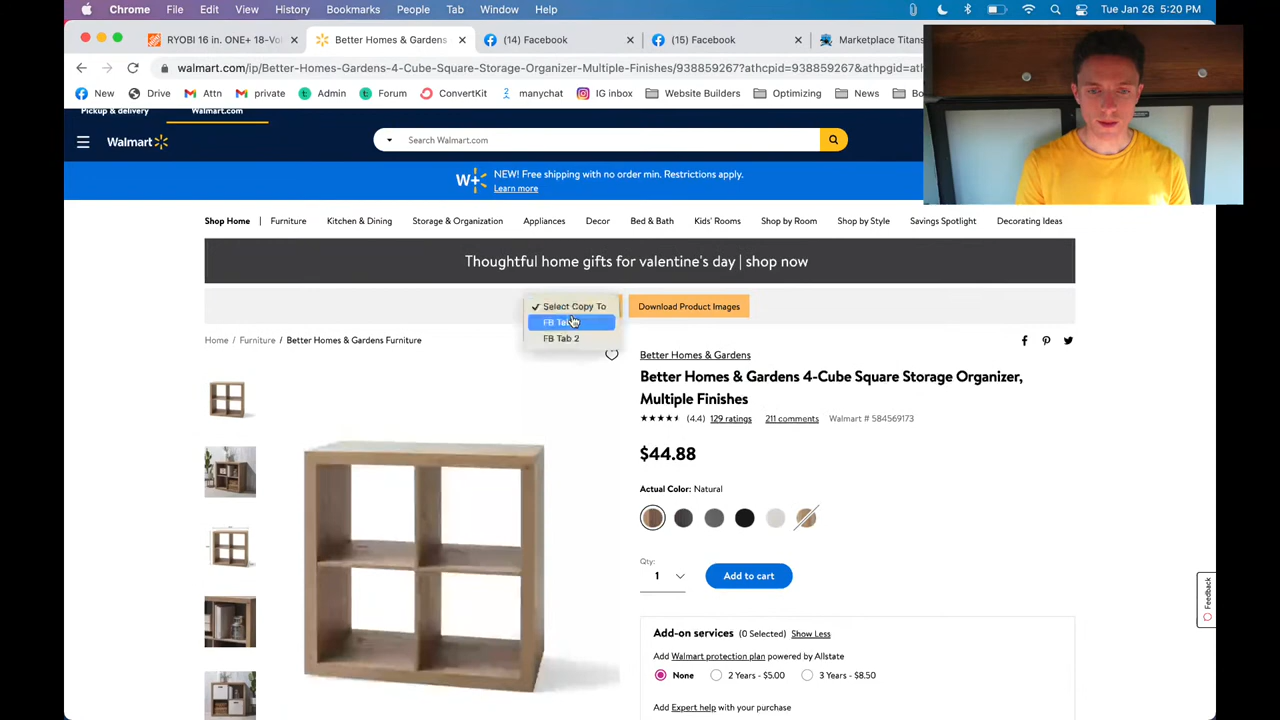 Chrome File Edit View History Bookmarks People Tab Window Help Tue Jan 26 5:20 PM
RYOBI 16 in. ONE+ 18-Vol Better Homes & Gardens (14) Facebook (15) Facebook Marketplace Titans
walmart.com/ip/Better-Homes-Gardens-4-Cube-Square-Storage-Organizer-Multiple-Finishes/938859267?athcpid=938859267&athpgid=ath
New Drive Attn private Admin Forum ConvertKit manychat IG inbox Website Builders Optimizing News Bo
Pickup & delivery Walmart.com
Walmart Search Walmart.com
W+ NEW! Free shipping with no order min. Restrictions apply.
Learn more
Shop Home | Furniture Kitchen & Dining Storage & Organization Appliances Decor Bed & Bath Kids' Rooms Shop by Room Shop by Style Savings Spotlight Decorating Ideas
Thoughtful home gifts for valentine's day | shop now
✓ Select Copy To Download Product Images
FB
FB Tab 2
Home / Furniture / Better Homes & Gardens Furniture
Better Homes & Gardens
Better Homes & Gardens 4-Cube Square Storage Organizer,
Multiple Finishes
(4.4) 129 ratings 211 comments Walmart # 584569173
$44.88
Actual Color: Natural
Qty:
1 Add to cart
Feedback
Add-on services (0 Selected) Show Less
Add Walmart protection plan powered by Allstate
None 2 Years - $5.00 3 Years - $8.50
Add Expert help with your purchase